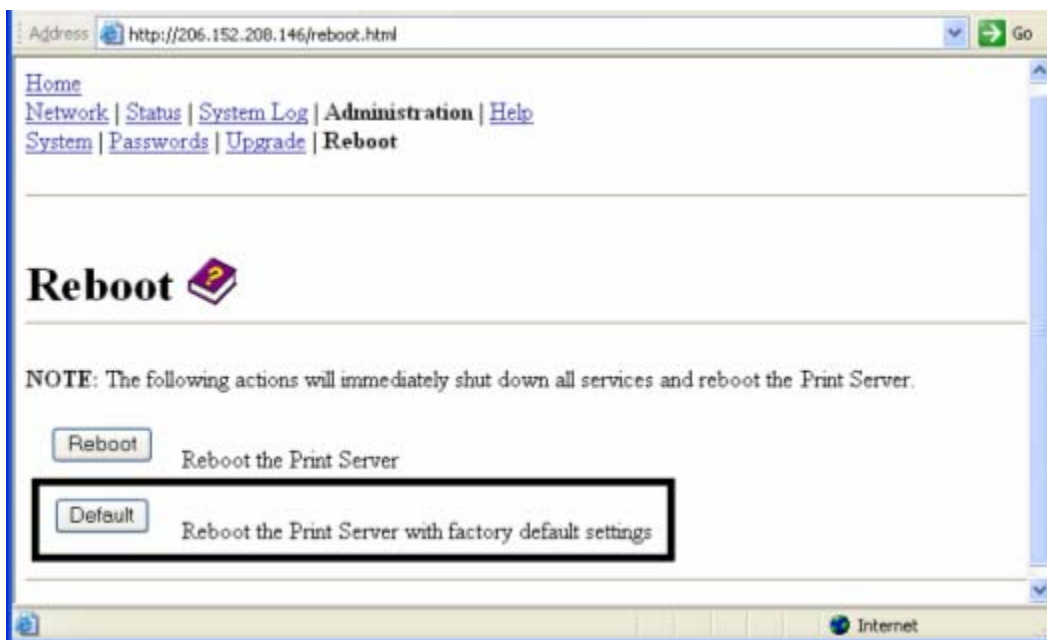 Address http://206.152.208.146/reboot.html Go
Home
Network | Status | System Log | Administration | Help
System | Passwords | Upgrade | Reboot
Reboot
NOTE: The following actions will immediately shut down all services and reboot the Print Server.
Reboot Reboot the Print Server
Default Reboot the Print Server with factory default settings
Internet